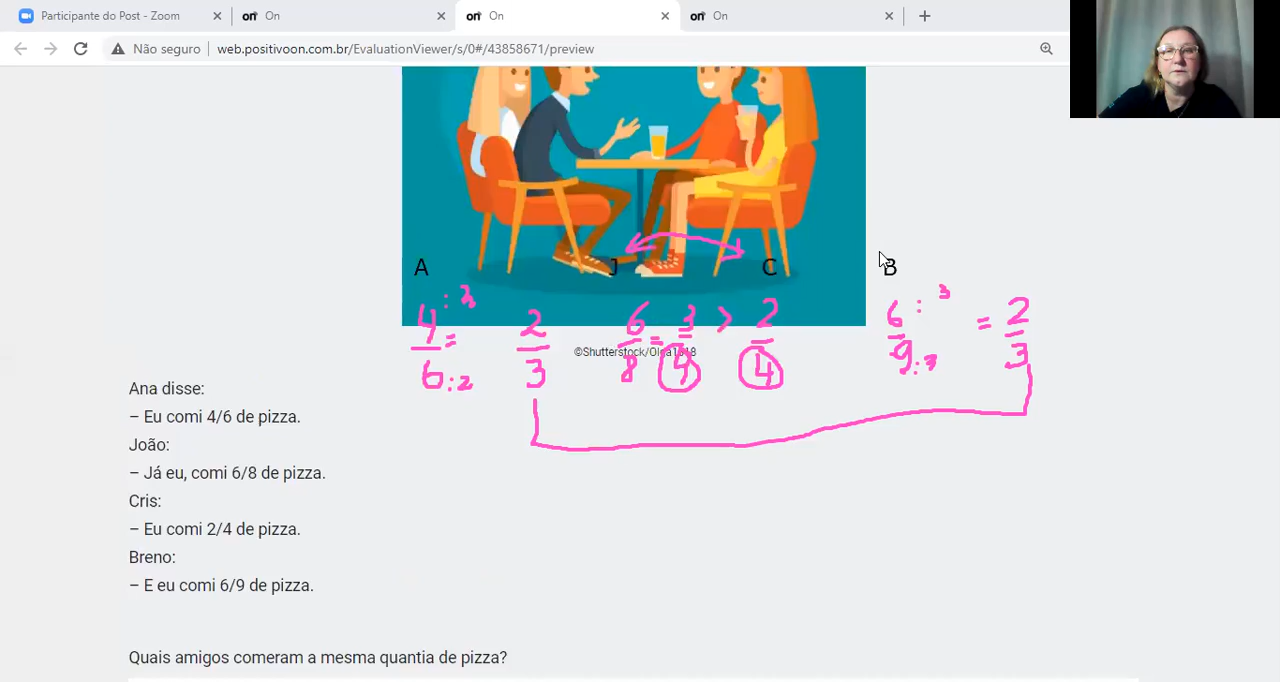 Participante do Post - Zoom
On
On
On
Não seguro
web.positivoon.com.br/EvaluationViewer/s/0#/43858671/preview
A J C B
4/6 : 2 = 2/3
6/8 = 3/4 > 2/4
6/9 : 3 = 2/3
Ana disse:
– Eu comi 4/6 de pizza.
João:
– Já eu, comi 6/8 de pizza.
Cris:
– Eu comi 2/4 de pizza.
Breno:
– E eu comi 6/9 de pizza.
Quais amigos comeram a mesma quantia de pizza?